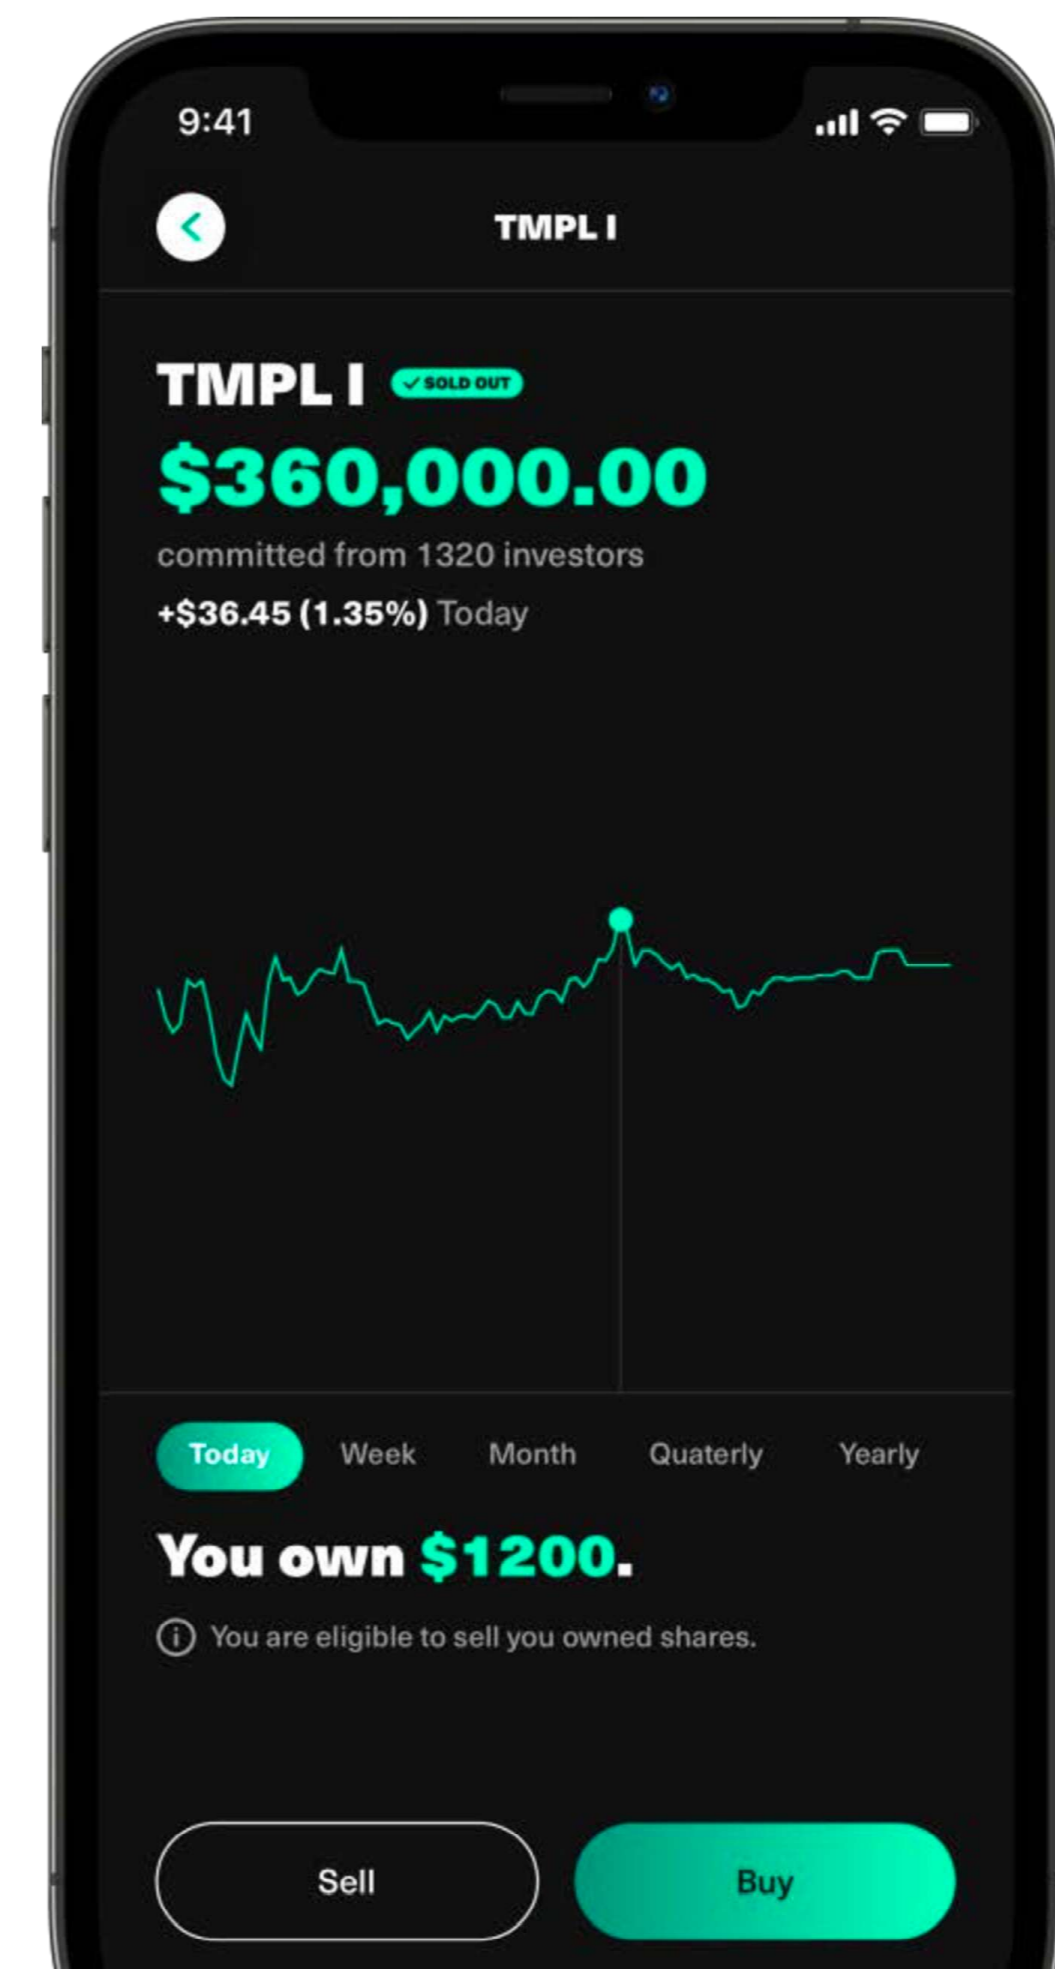 9:41
TMPL I
TMPL I SOLD OUT
$360,000.00
committed from 1320 investors
+$36.45 (1.35%) Today
Today Week Month Quaterly Yearly
You own $1200.
You are eligible to sell you owned shares.
Sell Buy